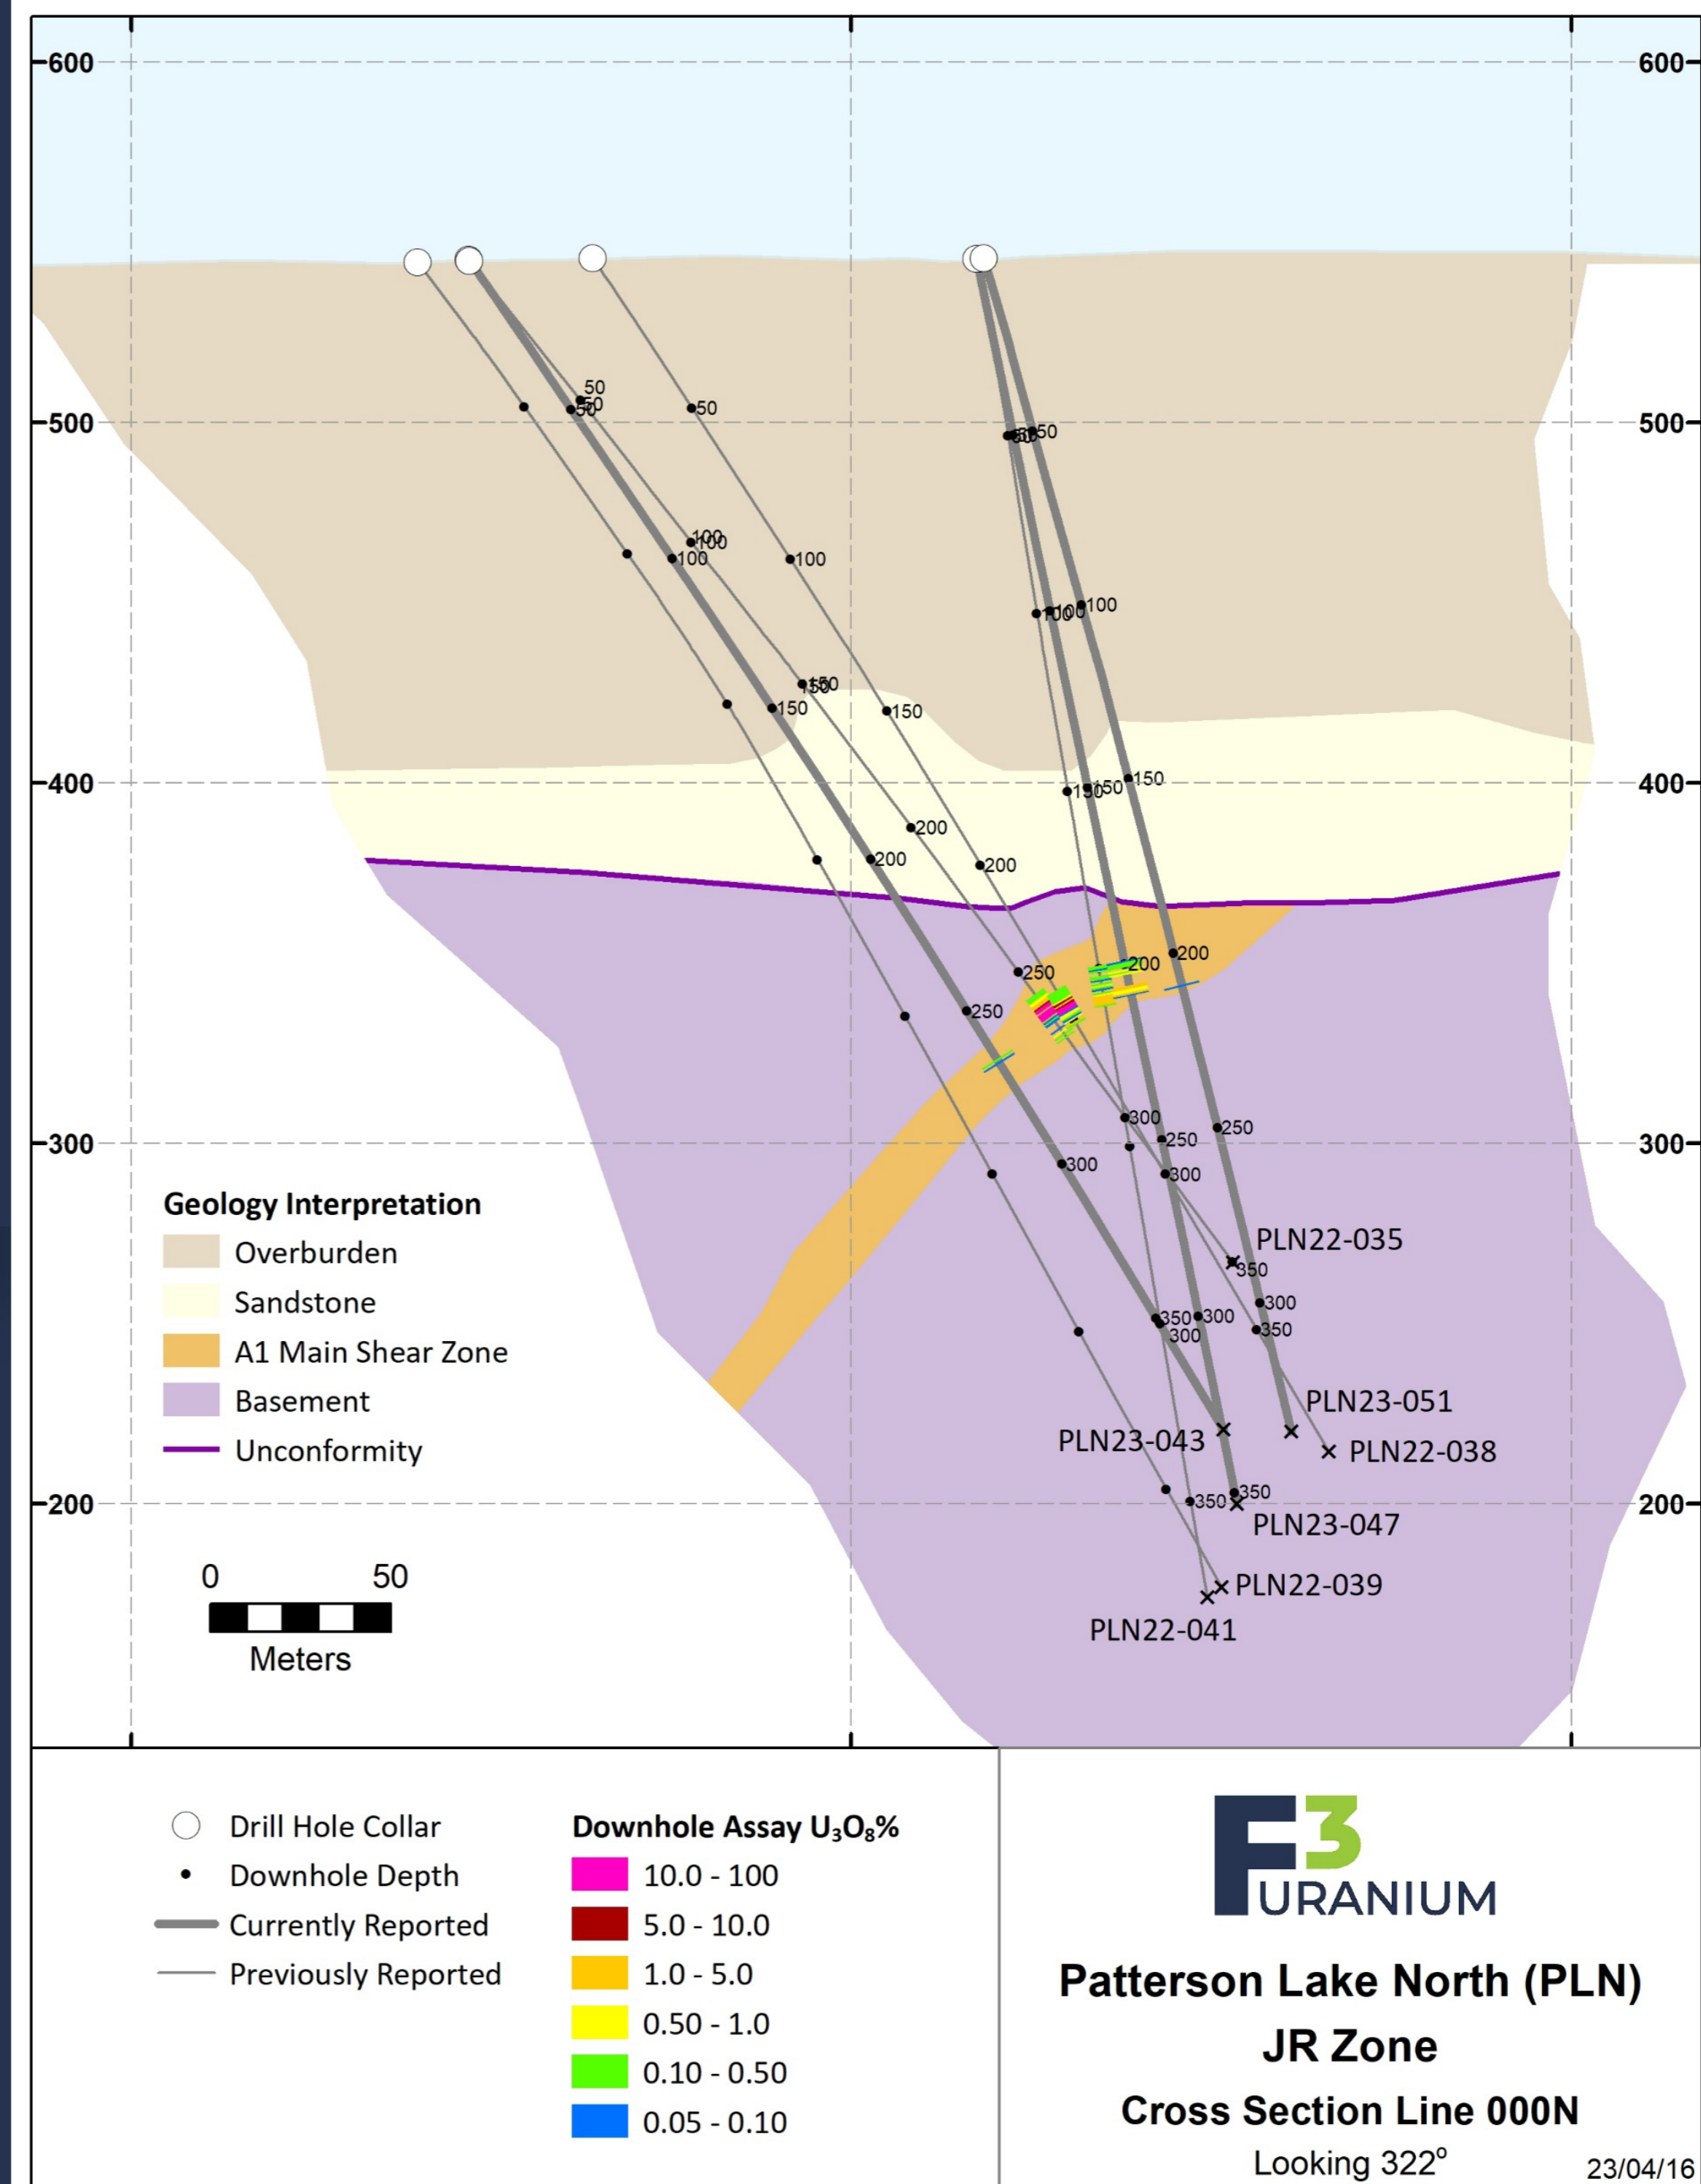 600 600
50
50
50
50
50
50
500 500
100
100
100
100
100
100
100
150
150
150
150
150
150
150
400 400
200
200
200
200
200
250
250
300
250
250
300 300
300
300
Geology Interpretation
Overburden
Sandstone
A1 Main Shear Zone
Basement
Unconformity
PLN22-035
350
300
350
300
350
300
PLN23-051
PLN23-043
PLN22-038
200 200
350
350
PLN23-047
PLN22-039
PLN22-041
0 50
Meters
Drill Hole Collar
Downhole Depth
Currently Reported
Previously Reported
Downhole Assay U₃O₈%
10.0 - 100
5.0 - 10.0
1.0 - 5.0
0.50 - 1.0
0.10 - 0.50
0.05 - 0.10
F3
URANIUM
Patterson Lake North (PLN)
JR Zone
Cross Section Line 000N
Looking 322°
23/04/16